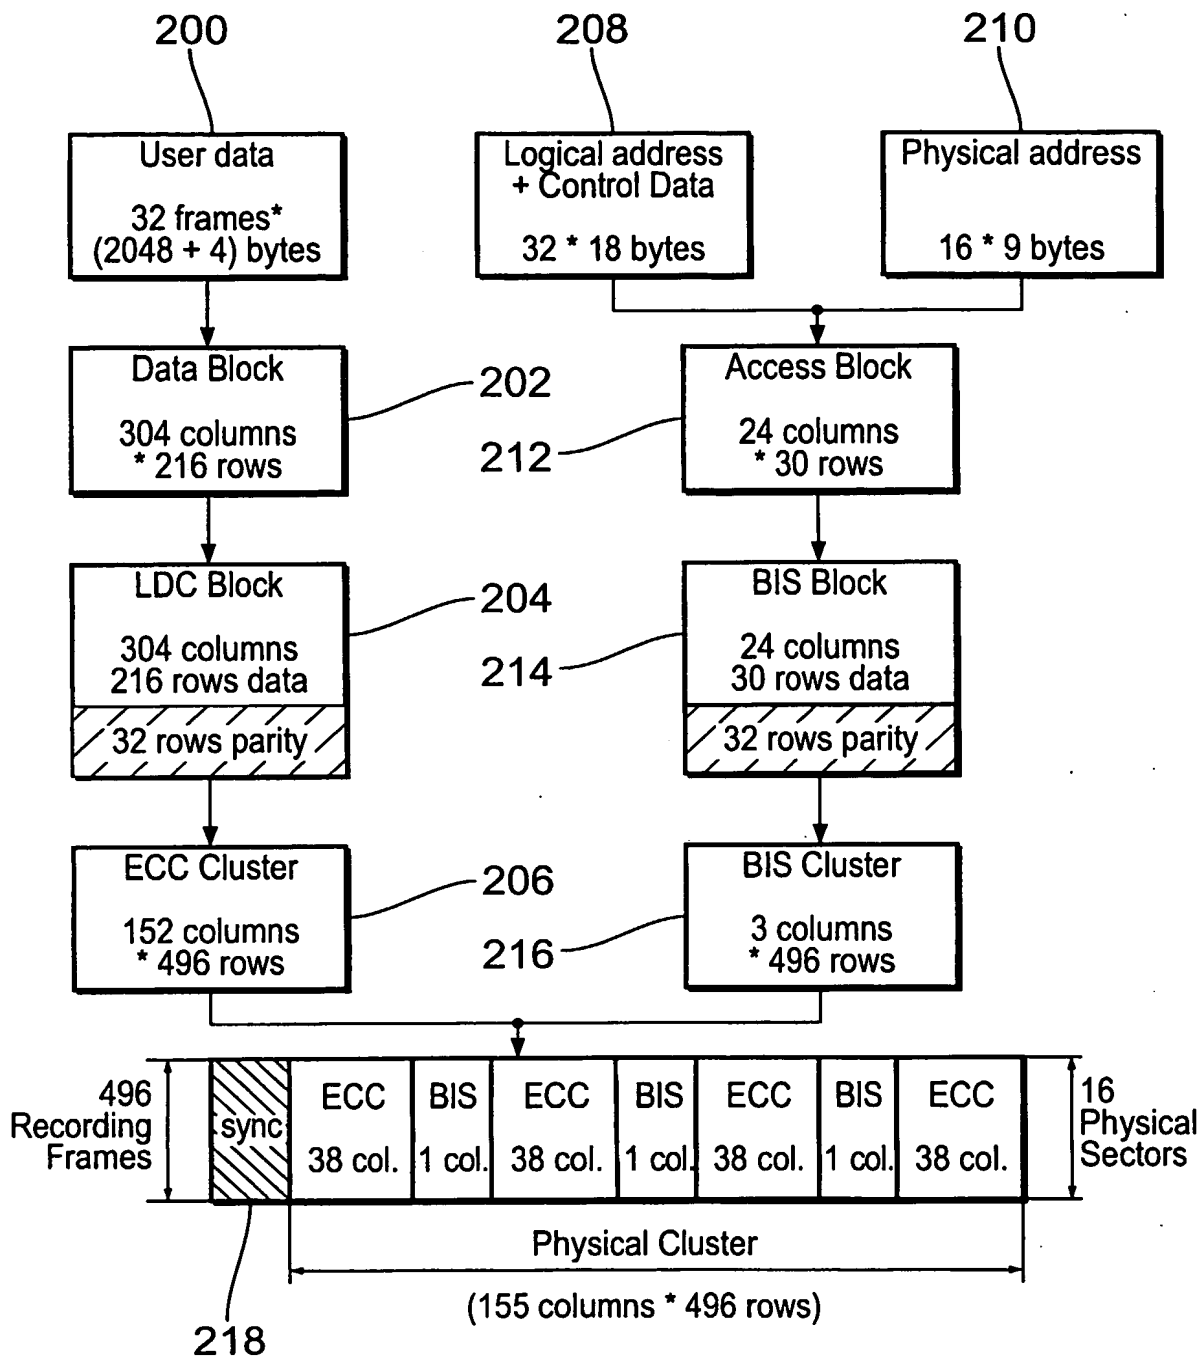 200
208
210
User data
32 frames*
(2048 + 4) bytes
Logical address
+ Control Data
32 * 18 bytes
Physical address
16 * 9 bytes
Data Block
304 columns
* 216 rows
202
212
Access Block
24 columns
* 30 rows
LDC Block
304 columns
216 rows data
32 rows parity
204
214
BIS Block
24 columns
30 rows data
32 rows parity
ECC Cluster
152 columns
* 496 rows
206
216
BIS Cluster
3 columns
* 496 rows
496
Recording
Frames
sync
ECC
38 col.
BIS
1 col.
ECC
38 col.
BIS
1 col.
ECC
38 col.
BIS
1 col.
ECC
38 col.
16
Physical
Sectors
Physical Cluster
(155 columns * 496 rows)
218